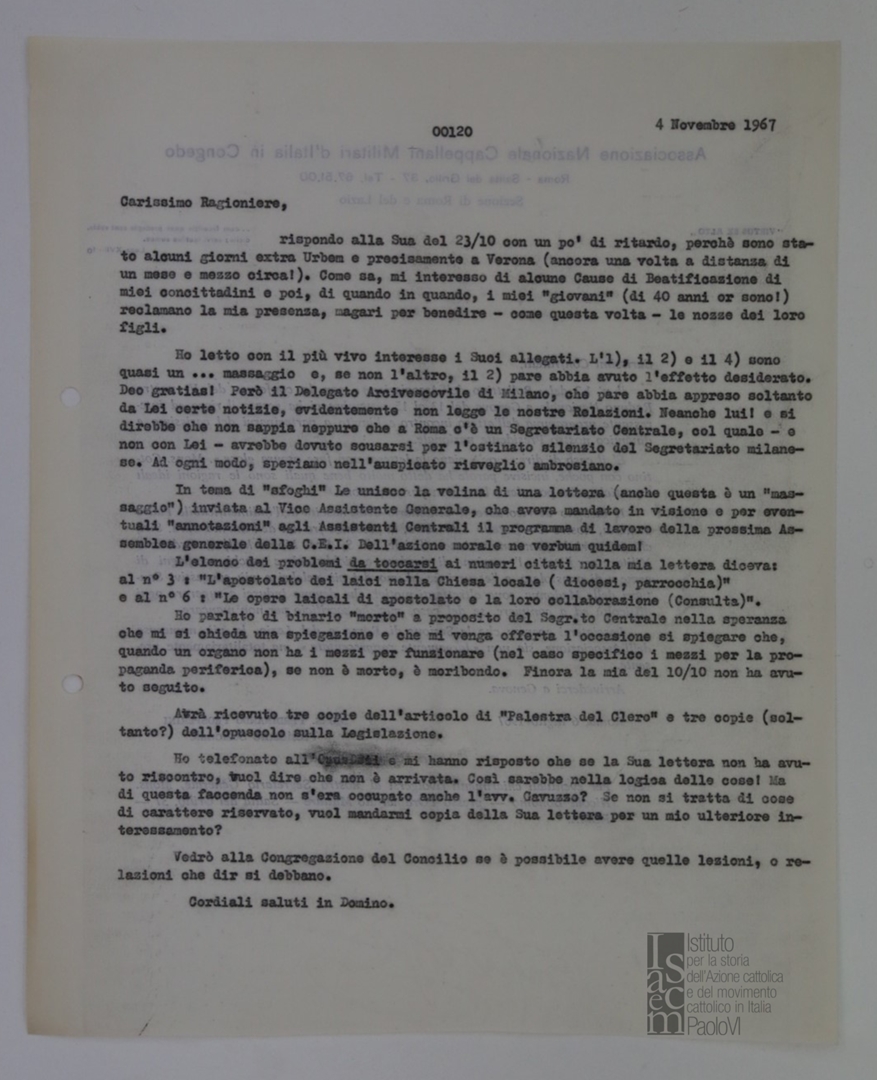 4 Novembre 1967
00120
Associazione Nazionale Cappellani Militari d'Italia in Congedo
Sezione di Roma e del Lazio
Carissimo Ragioniere,
rispondo alla Sua del 23/10 con un po' di ritardo, perchè sono sta-
to alcuni giorni extra Urbem e precisamente a Verona (ancora una volta a distanza di
un mese e mezzo circa!). Come sa, mi interesso di alcune Cause di Beatificazione di
miei concittadini e poi, di quando in quando, i miei "giovani" (di 40 anni or sono!)
reclamano la mia presenza, magari per benedire - come questa volta - le nozze dei loro
figli.
Ho letto con il più vivo interesse i Suoi allegati. L'1), il 2) e il 4) sono
quasi un ... massaggio e, se non l'altro, il 2) pare abbia avuto l'effetto desiderato.
Deo gratias! Però il Delegato Arcivescovile di Milano, che pare abbia appreso soltanto
da Lei certe notizie, evidentemente non legge le nostre Relazioni. Neanche lui! e si
direbbe che non sappia neppure che a Roma c'è un Segretariato Centrale, col quale - e
non con Lei - avrebbe dovuto scusarsi per l'ostinato silenzio del Segretariato milane-
se. Ad ogni modo, speriamo nell'auspicato risveglio ambrosiano.
In tema di "sfoghi" Le unisco la velina di una lettera (anche questa è un "mas-
saggio") inviata al Vice Assistente Generale, che aveva mandato in visione e per even-
tuali "annotazioni" agli Assistenti Centrali il programma di lavoro della prossima As-
semblea generale della C.E.I. Dell'azione morale ne verbum quidem!
L'elenco dei problemi da toccarsi ai numeri citati nella mia lettera diceva:
al n° 3 : "L'apostolato dei laici nella Chiesa locale ( diocesi, parrocchia)"
e al n° 6 : "Le opere laicali di apostolato e la loro collaborazione (Consulta)".
Ho parlato di binario "morto" a proposito del Segr.to Centrale nella speranza
che mi si chieda una spiegazione e che mi venga offerta l'occasione si spiegare che,
quando un organo non ha i mezzi per funzionare (nel caso specifico i mezzi per la pro-
paganda periferica), se non è morto, è moribondo. Finora la mia del 10/10 non ha avu-
to seguito.
Avrà ricevuto tre copie dell'articolo di "Palestra del Clero" e tre copie (sol-
tanto?) dell'opuscolo sulla Legislazione.
Ho telefonato all' e mi hanno risposto che se la Sua lettera non ha avu-
to riscontro, vuol dire che non è arrivata. Così sarebbe nella logica delle cose! Ma
di questa faccenda non s'era occupato anche l'avv. Cavuzzo? Se non si tratta di cose
di carattere riservato, vuol mandarmi copia della Sua lettera per un mio ulteriore in-
teressamento?
Vedrò alla Congregazione del Concilio se è possibile avere quelle lezioni, o re-
lazioni che dir si debbano.
Cordiali saluti in Domino.
Isacem
Istituto
per la storia
dell'Azione cattolica
e del movimento
cattolico in Italia
PaoloVI